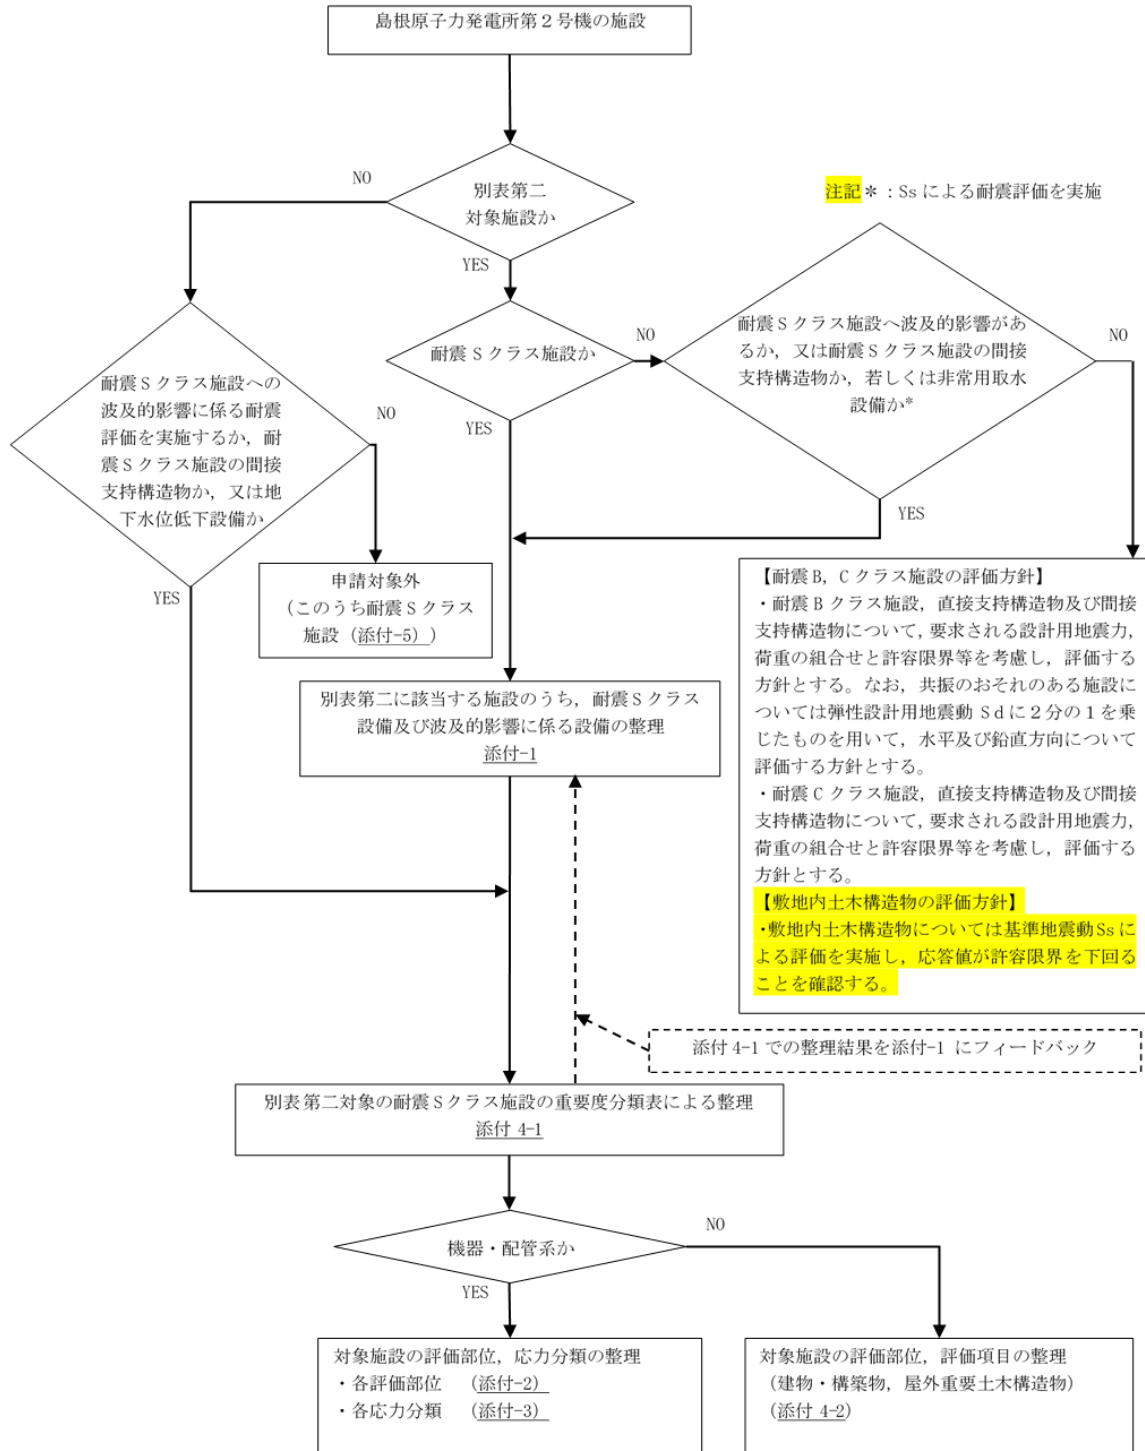 島根原子力発電所第２号機の施設
NO
別表第二
対象施設か
注記＊：Ss による耐震評価を実施
YES
耐震Ｓクラス施設か
NO
耐震Ｓクラス施設へ波及的影響があ
るか，又は耐震Ｓクラス施設の間接
支持構造物か，若しくは非常用取水
設備か*
NO
耐震Ｓクラス施設への
波及的影響に係る耐震
評価を実施するか，耐
震Ｓクラス施設の間接
支持構造物か，又は地
下水位低下設備か
NO
YES
YES
YES
申請対象外
（このうち耐震Ｓクラス
施設（添付-5））
【耐震 B，C クラス施設の評価方針】
・耐震 B クラス施設，直接支持構造物及び間接
支持構造物について，要求される設計用地震力，
荷重の組合せと許容限界等を考慮し，評価する
方針とする。なお，共振のおそれのある施設に
ついては弾性設計用地震動 Ｓｄに２分の１を乗
じたものを用いて，水平及び鉛直方向について
評価する方針とする。
・耐震 C クラス施設，直接支持構造物及び間接
支持構造物について，要求される設計用地震力，
荷重の組合せと許容限界等を考慮し，評価する
方針とする。
【敷地内土木構造物の評価方針】
・敷地内土木構造物については基準地震動Ssに
よる評価を実施し，応答値が許容限界を下回る
ことを確認する。
別表第二に該当する施設のうち，耐震Ｓクラス
設備及び波及的影響に係る設備の整理
添付-1
添付 4-1 での整理結果を添付-1 にフィードバック
別表第二対象の耐震Ｓクラス施設の重要度分類表による整理
添付 4-1
機器・配管系か
NO
YES
対象施設の評価部位，応力分類の整理
・各評価部位　（添付-2）
・各応力分類　（添付-3）
対象施設の評価部位，評価項目の整理
（建物・構築物，屋外重要土木構造物）
（添付 4-2）